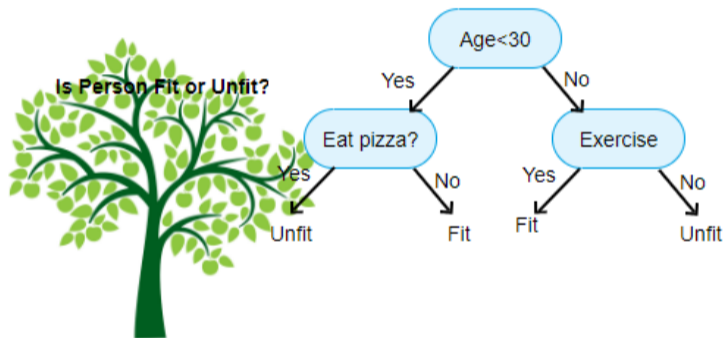 Age<30
Is Person Fit or Unfit?
Yes
No
Eat pizza?
Exercise
Yes
No
Yes
No
Unfit
Fit
Fit
Unfit